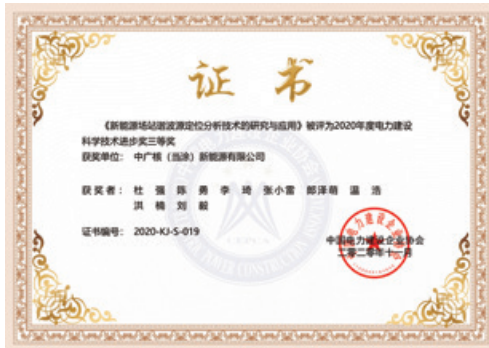 证 书
《新能源场站谐波源定位分析技术的研究与应用》被评为2020年度电力建设
科学技术进步奖三等奖
获奖单位： 中广核（当涂）新能源有限公司
获奖者： 杜 强 陈 勇 李 琦 张小雷 郎泽萌 温 浩
洪 楠 刘 毅
证书编号： 2020-KJ-S-019
中国电力建设企业协会
二零二零年十一月